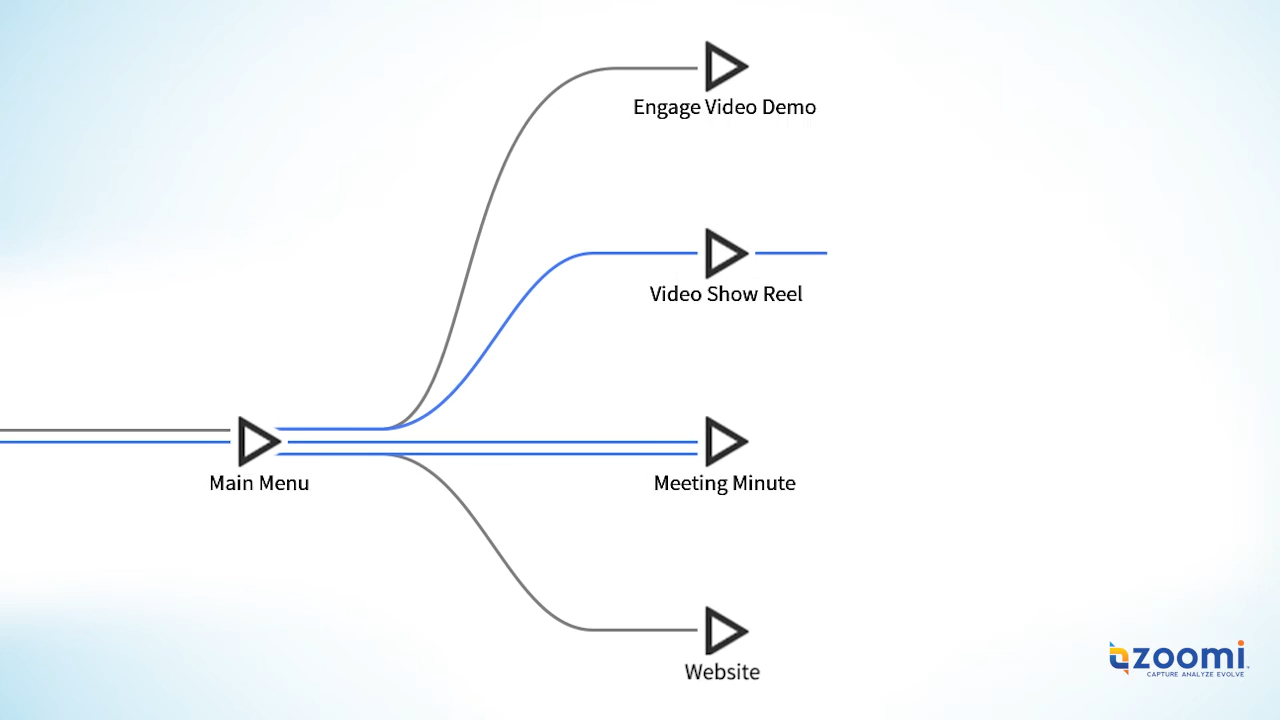 Engage Video Demo
Video Show Reel
Main Menu
Meeting Minute
Website
zoomi
CAPTURE ANALYZE EVOLVE